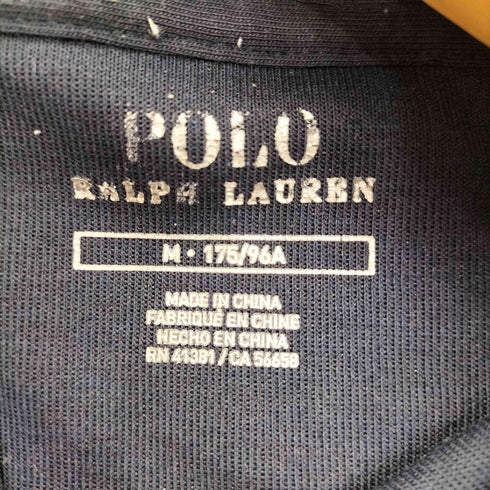 POLO
RALPH LAUREN
M • 175/96A
MADE IN CHINA
FABRIQUÉ EN CHINE
HECHO EN CHINA
RN 41381 / CA 56658